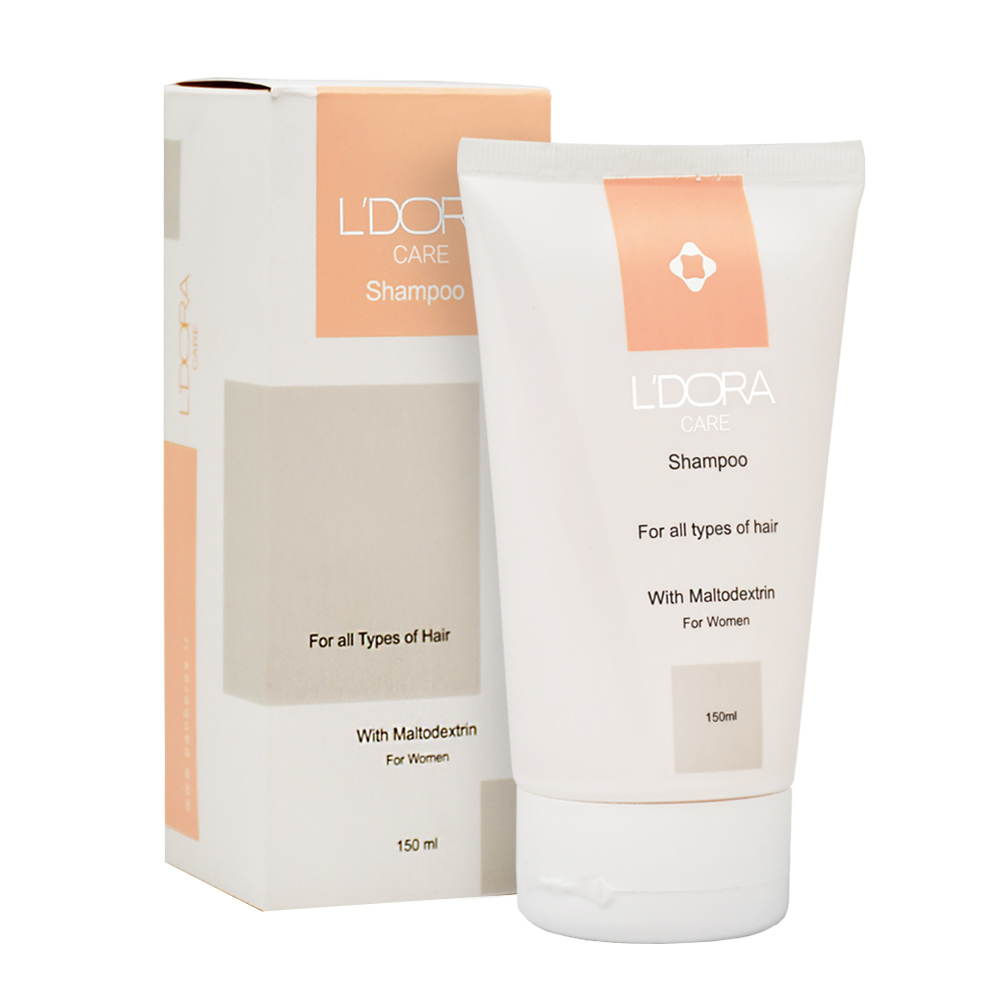 L'DOR
CARE
Shampoo
For all Types of Hair
With Maltodextrin
For Women
150 ml
L'DORA
CARE
L'DORA
CARE
Shampoo
For all types of hair
With Maltodextrin
For Women
150ml